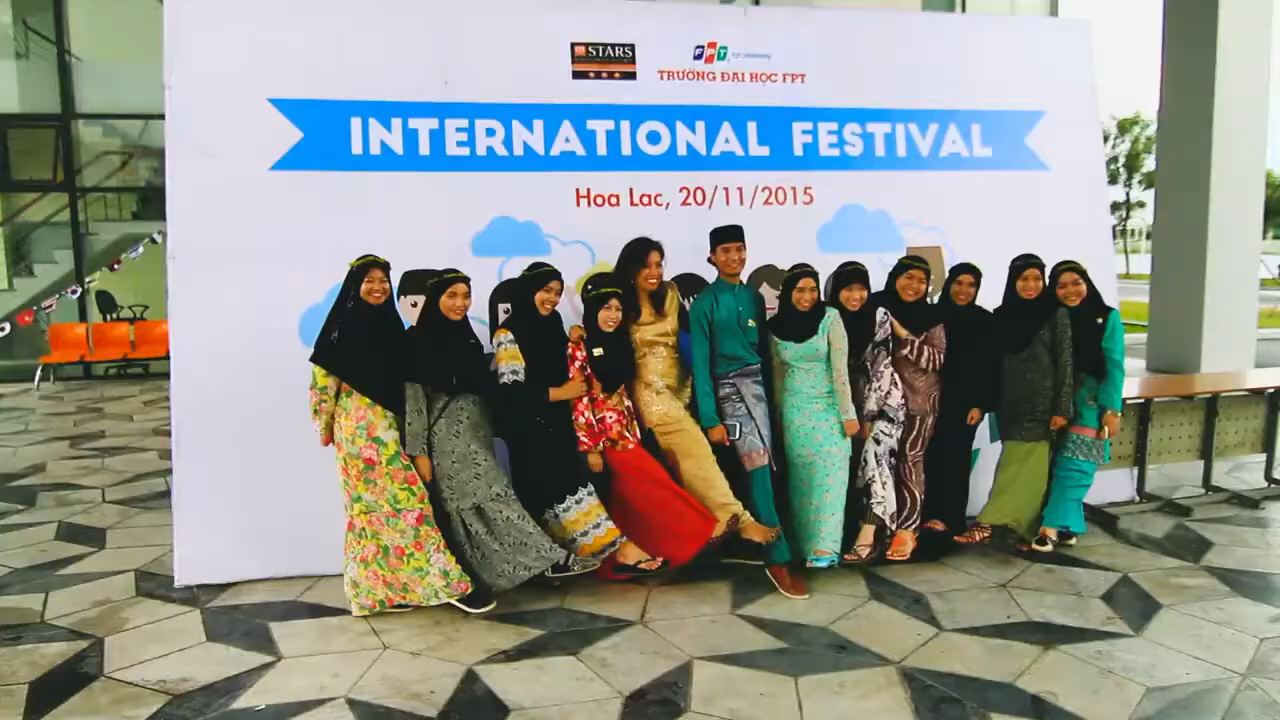 STARS
FPT
TRƯỜNG ĐẠI HỌC FPT
INTERNATIONAL FESTIVAL
Hoa Lac, 20/11/2015